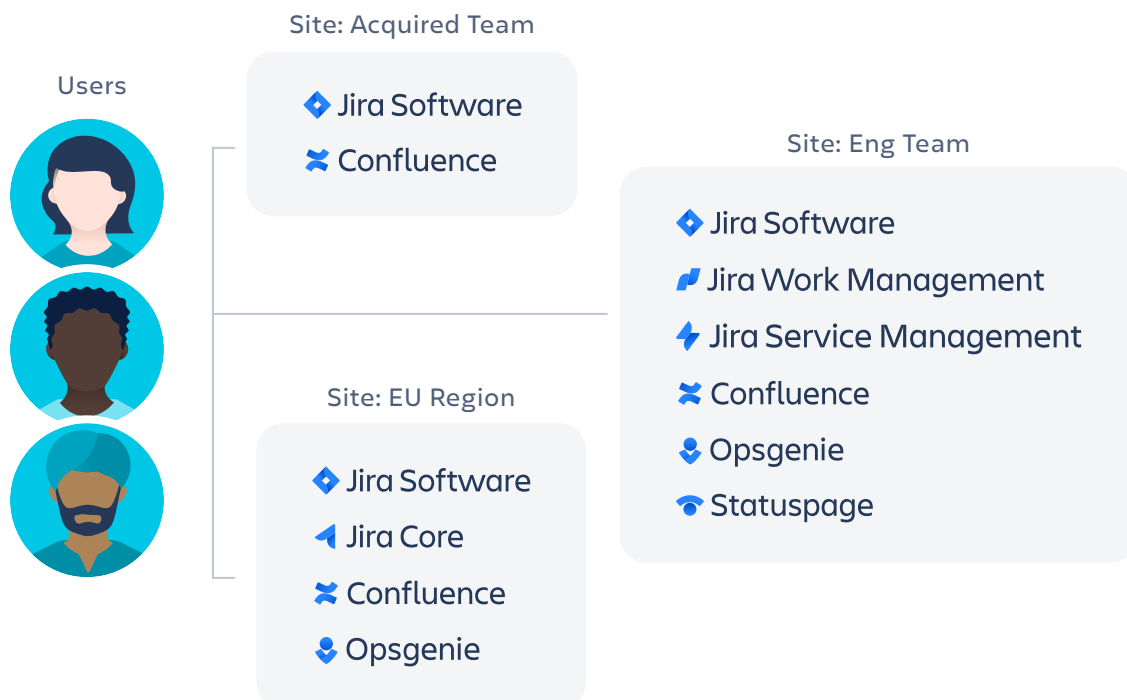 Users
Site: Acquired Team
Jira Software
Confluence
Site: Eng Team
Jira Software
Jira Work Management
Jira Service Management
Confluence
Opsgenie
Statuspage
Site: EU Region
Jira Software
Jira Core
Confluence
Opsgenie